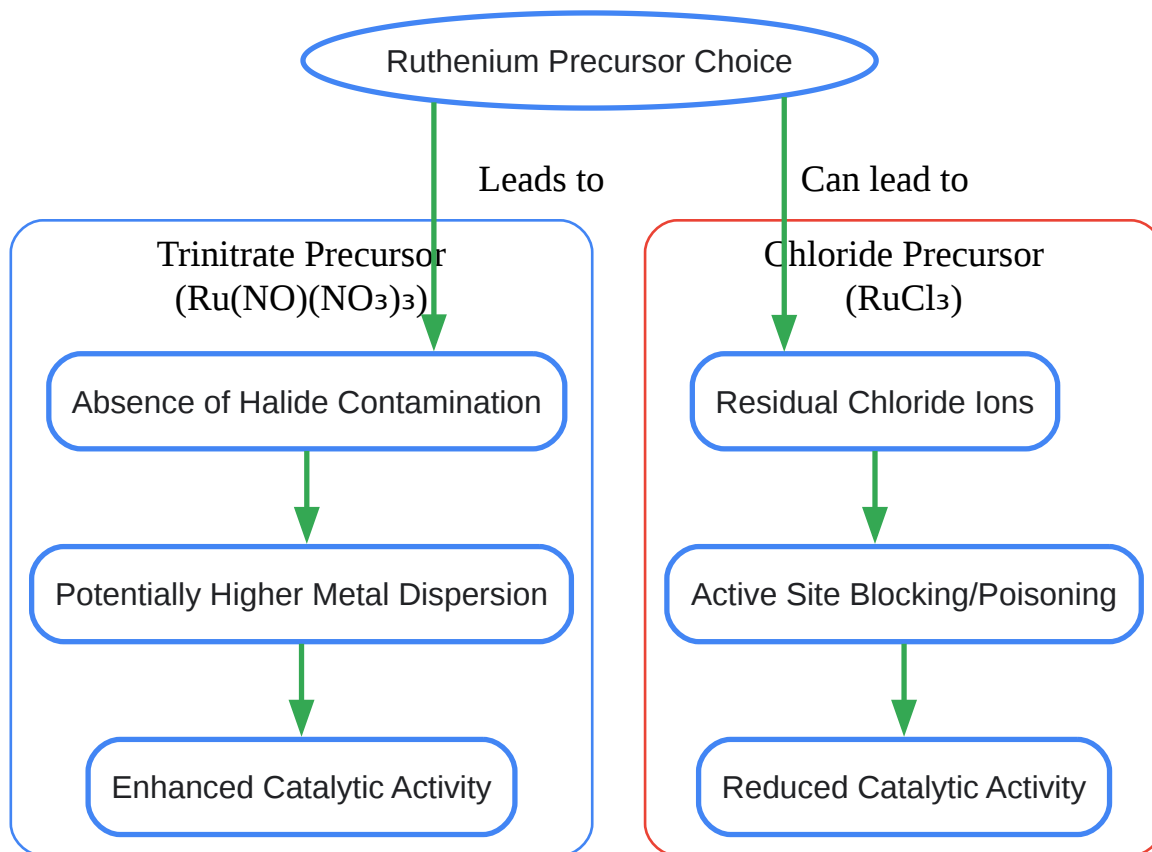 Ruthenium Precursor Choice
Leads to
Can lead to
Trinitrate Precursor
(Ru(NO)(NO₃)₃)
Chloride Precursor
(RuCl₃)
Absence of Halide Contamination
Residual Chloride Ions
Potentially Higher Metal Dispersion
Active Site Blocking/Poisoning
Enhanced Catalytic Activity
Reduced Catalytic Activity